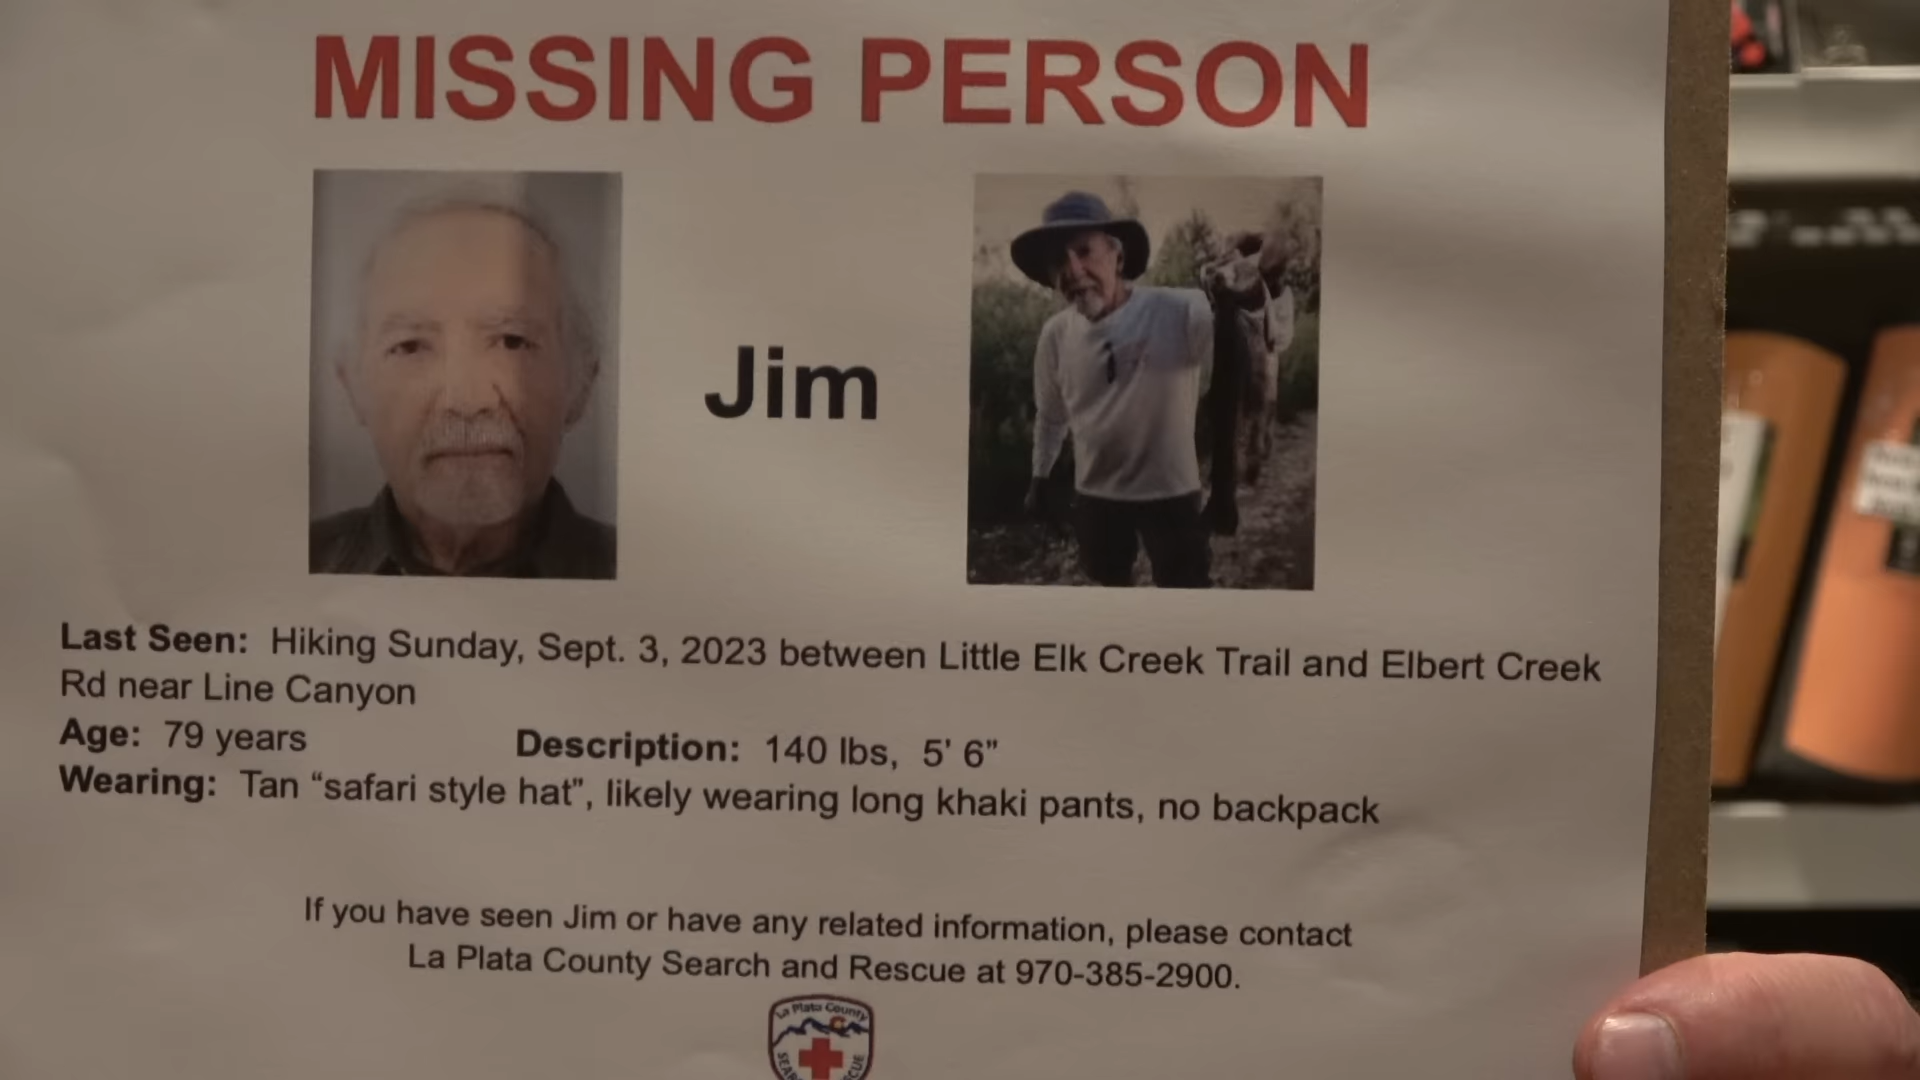 MISSING PERSON
Jim
Last Seen: Hiking Sunday, Sept. 3, 2023 between Little Elk Creek Trail and Elbert Creek
Rd near Line Canyon
Age: 79 years Description: 140 lbs, 5' 6”
Wearing: Tan “safari style hat”, likely wearing long khaki pants, no backpack
If you have seen Jim or have any related information, please contact
La Plata County Search and Rescue at 970-385-2900.
La Plata County